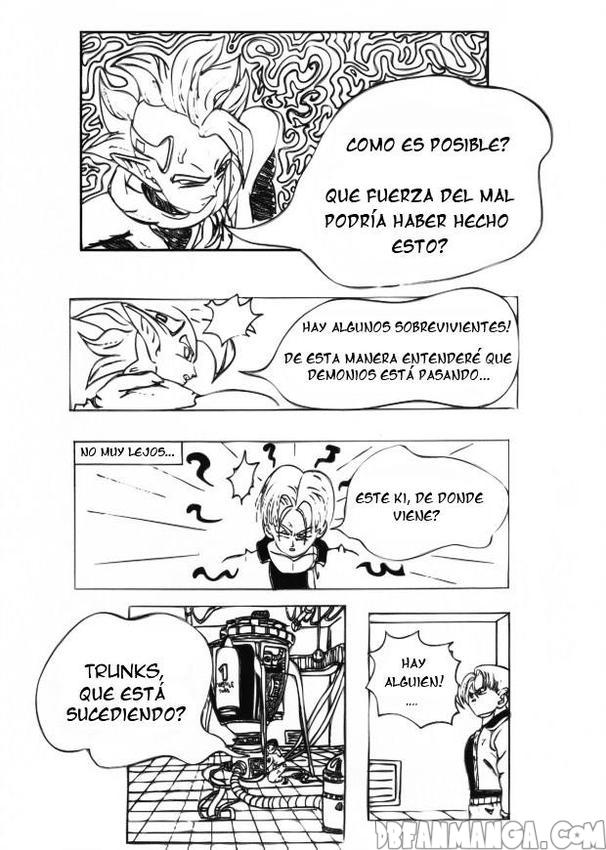 COMO ES POSIBLE?
QUE FUERZA DEL MAL
PODRÍA HABER HECHO
ESTO?
HAY ALGUNOS SOBREVIVIENTES!
DE ESTA MANERA ENTENDERÉ QUE
DEMONIOS ESTÁ PASANDO...
NO MUY LEJOS...
ESTE KI, DE DONDE
VIENE?
TRUNKS,
QUE ESTÁ
SUCEDIENDO?
1
HAY
ALGUIEN!
....
DBFANMANGA.COM